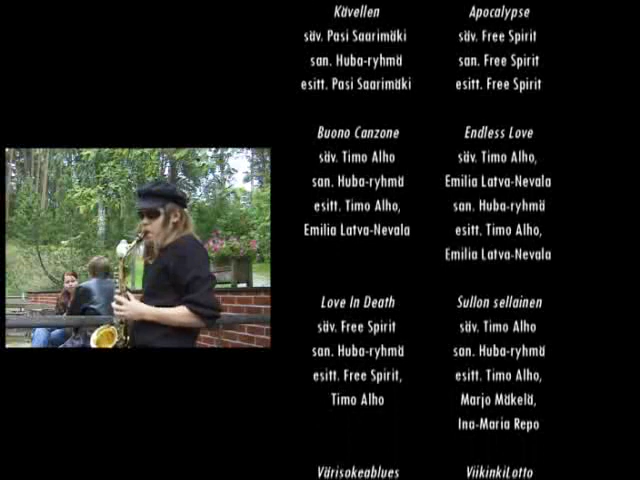 Kävellen
säv. Pasi Saarimäki
san. Huba-ryhmä
esitt. Pasi Saarimäki
Buono Canzone
säv. Timo Alho
san. Huba-ryhmä
esitt. Timo Alho,
Emilia Latva-Nevala
Love In Death
säv. Free Spirit
san. Huba-ryhmä
esitt. Free Spirit,
Timo Alho
Värisokeablues
Apocalypse
säv. Free Spirit
san. Free Spirit
esitt. Free Spirit
Endless Love
säv. Timo Alho,
Emilia Latva-Nevala
san. Huba-ryhmä
esitt. Timo Alho,
Emilia Latva-Nevala
Sullon sellainen
säv. Timo Alho
san. Huba-ryhmä
esitt. Timo Alho,
Marjo Mäkelä,
Ina-Maria Repo
ViikinkiLotto